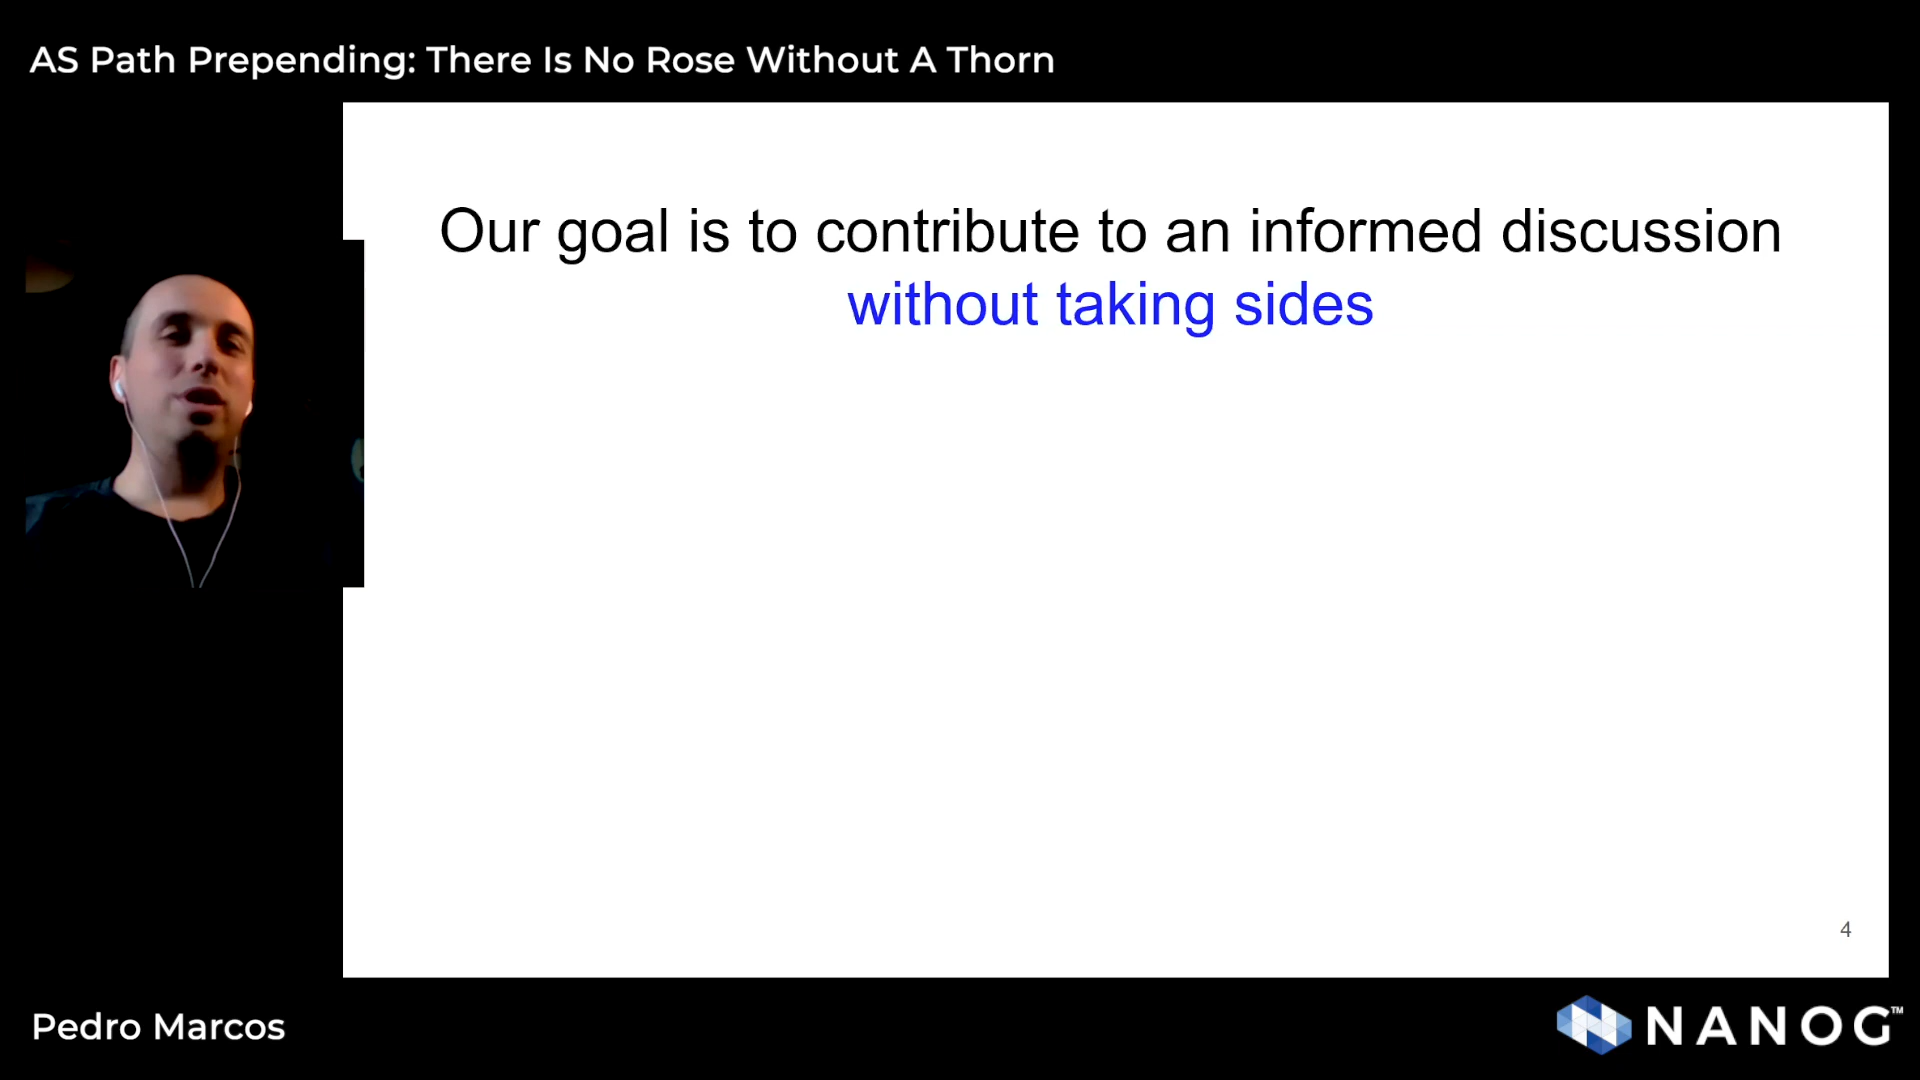 AS Path Prepending: There Is No Rose Without A Thorn
Our goal is to contribute to an informed discussion
without taking sides
4
Pedro Marcos
NANOG™